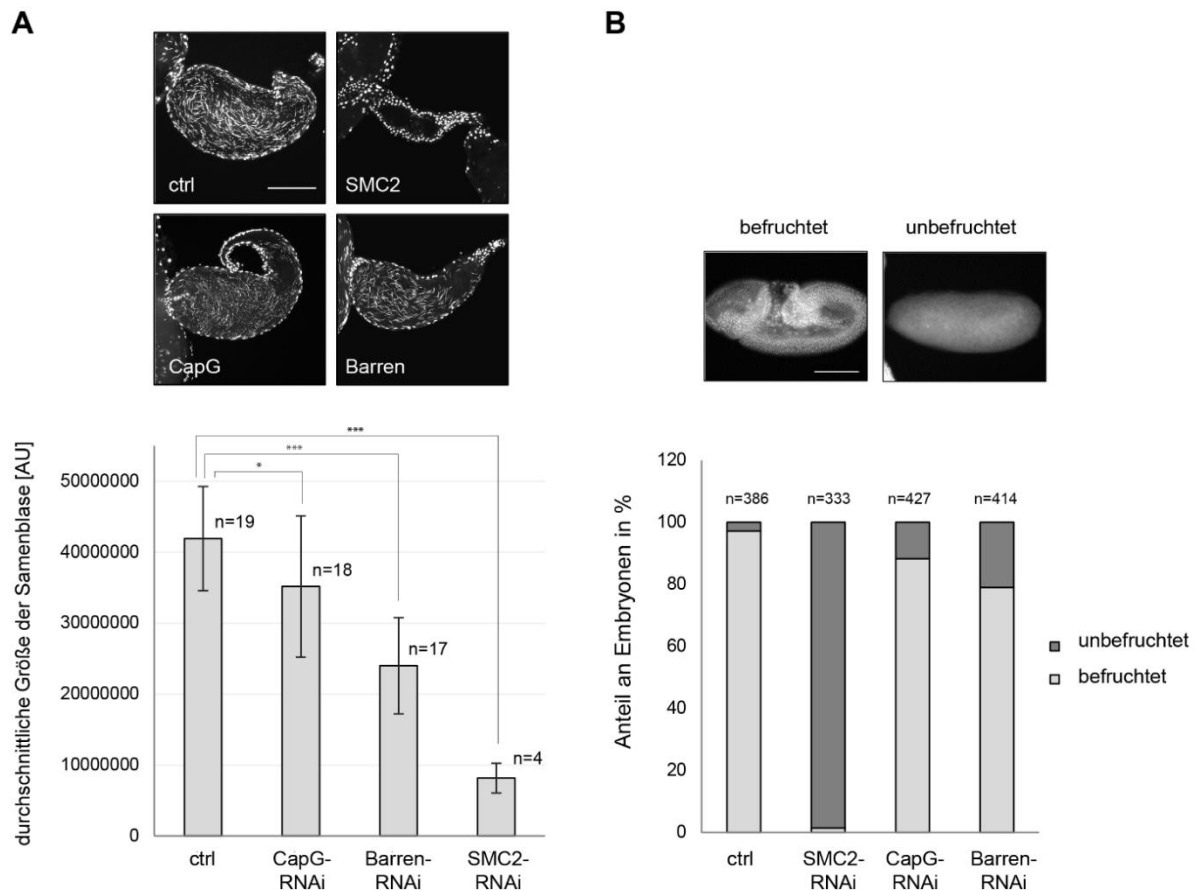 A
ctrl
SMC2
CapG
Barren
durchschnittliche Größe der Samenblase [AU]
50000000
40000000
30000000
20000000
10000000
0
***
***
*
n=19
n=18
n=17
n=4
ctrl
CapG-
RNAi
Barren-
RNAi
SMC2-
RNAi
B
befruchtet
unbefruchtet
Anteil an Embryonen in %
120
100
80
60
40
20
0
n=386
n=333
n=427
n=414
ctrl
SMC2-
RNAi
CapG-
RNAi
Barren-
RNAi
unbefruchtet
befruchtet